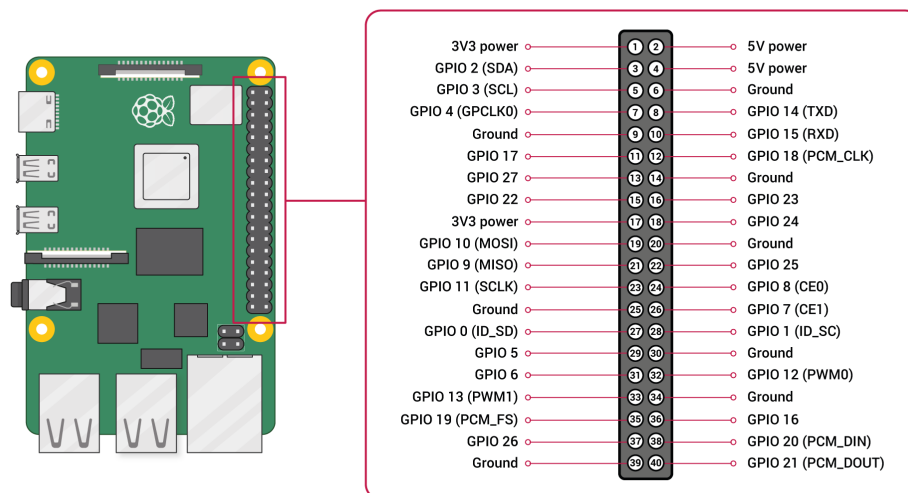 3V3 power 1 2 5V power
GPIO 2 (SDA) 3 4 5V power
GPIO 3 (SCL) 5 6 Ground
GPIO 4 (GPCLK0) 7 8 GPIO 14 (TXD)
Ground 9 10 GPIO 15 (RXD)
GPIO 17 11 12 GPIO 18 (PCM_CLK)
GPIO 27 13 14 Ground
GPIO 22 15 16 GPIO 23
3V3 power 17 18 GPIO 24
GPIO 10 (MOSI) 19 20 Ground
GPIO 9 (MISO) 21 22 GPIO 25
GPIO 11 (SCLK) 23 24 GPIO 8 (CE0)
Ground 25 26 GPIO 7 (CE1)
GPIO 0 (ID_SD) 27 28 GPIO 1 (ID_SC)
GPIO 5 29 30 Ground
GPIO 6 31 32 GPIO 12 (PWM0)
GPIO 13 (PWM1) 33 34 Ground
GPIO 19 (PCM_FS) 35 36 GPIO 16
GPIO 26 37 38 GPIO 20 (PCM_DIN)
Ground 39 40 GPIO 21 (PCM_DOUT)